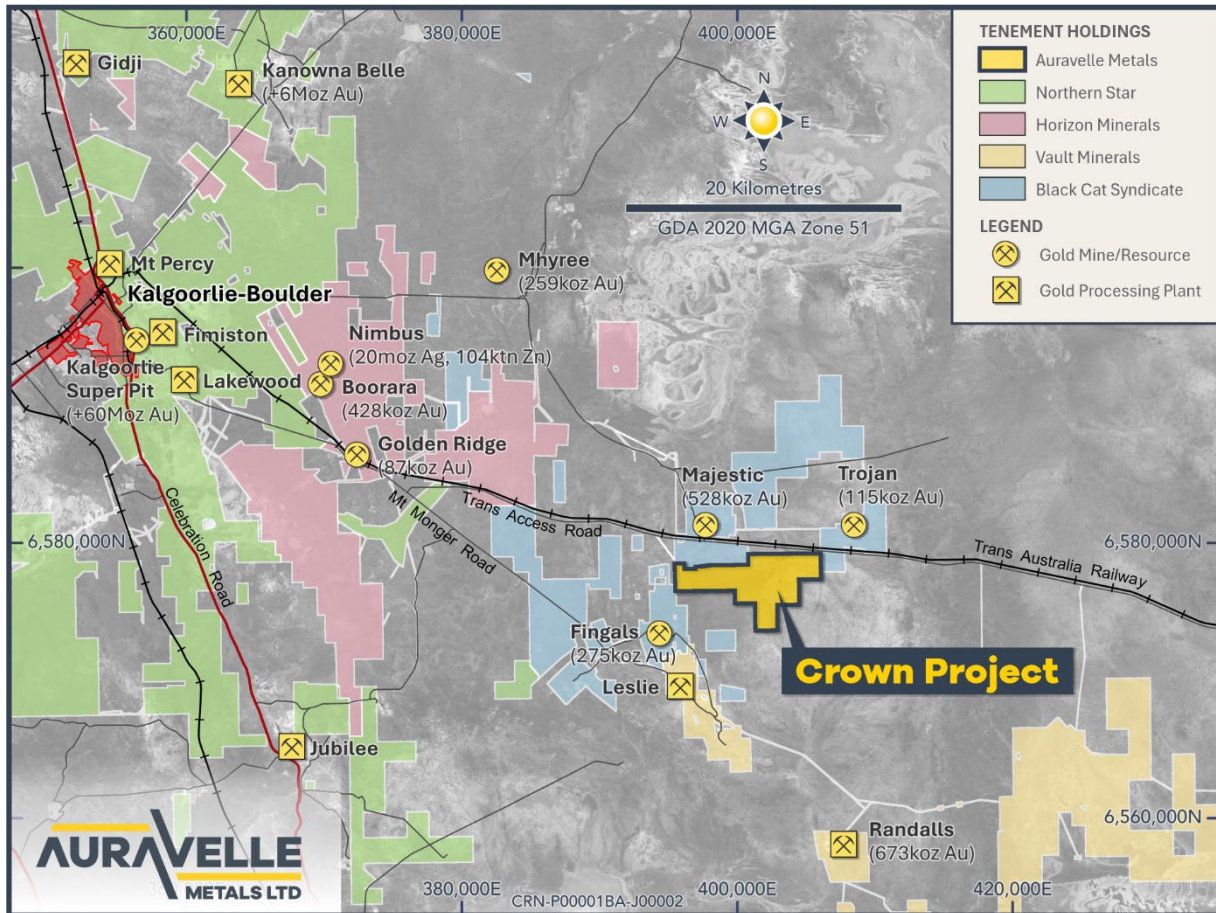 360,000E
380,000E
400,000E
TENEMENT HOLDINGS
Auravelle Metals
Northern Star
Horizon Minerals
Vault Minerals
Black Cat Syndicate
LEGEND
Gold Mine/Resource
Gold Processing Plant
Gidji
Kanowna Belle
(+6Moz Au)
N
W
E
S
20 Kilometres
GDA 2020 MGA Zone 51
Mt Percy
Kalgoorlie-Boulder
Mhyree
(259koz Au)
Fimiston
Nimbus
(20moz Ag, 104ktn Zn)
Kalgoorlie
Super Pit
(+60Moz Au)
Lakewood
Boorara
(428koz Au)
Golden Ridge
(87koz Au)
Majestic
(528koz Au)
Trojan
(115koz Au)
Celebration Road
Mt Monger Road
Trans Access Road
Trans Australia Railway
6,580,000N
6,580,000N
Fingals
(275koz Au)
Crown Project
Leslie
Jubilee
Randalls
(673koz Au)
6,560,000N
AURAVELLE
METALS LTD
380,000E
400,000E
420,000E
CRN-P00001BA-J00002